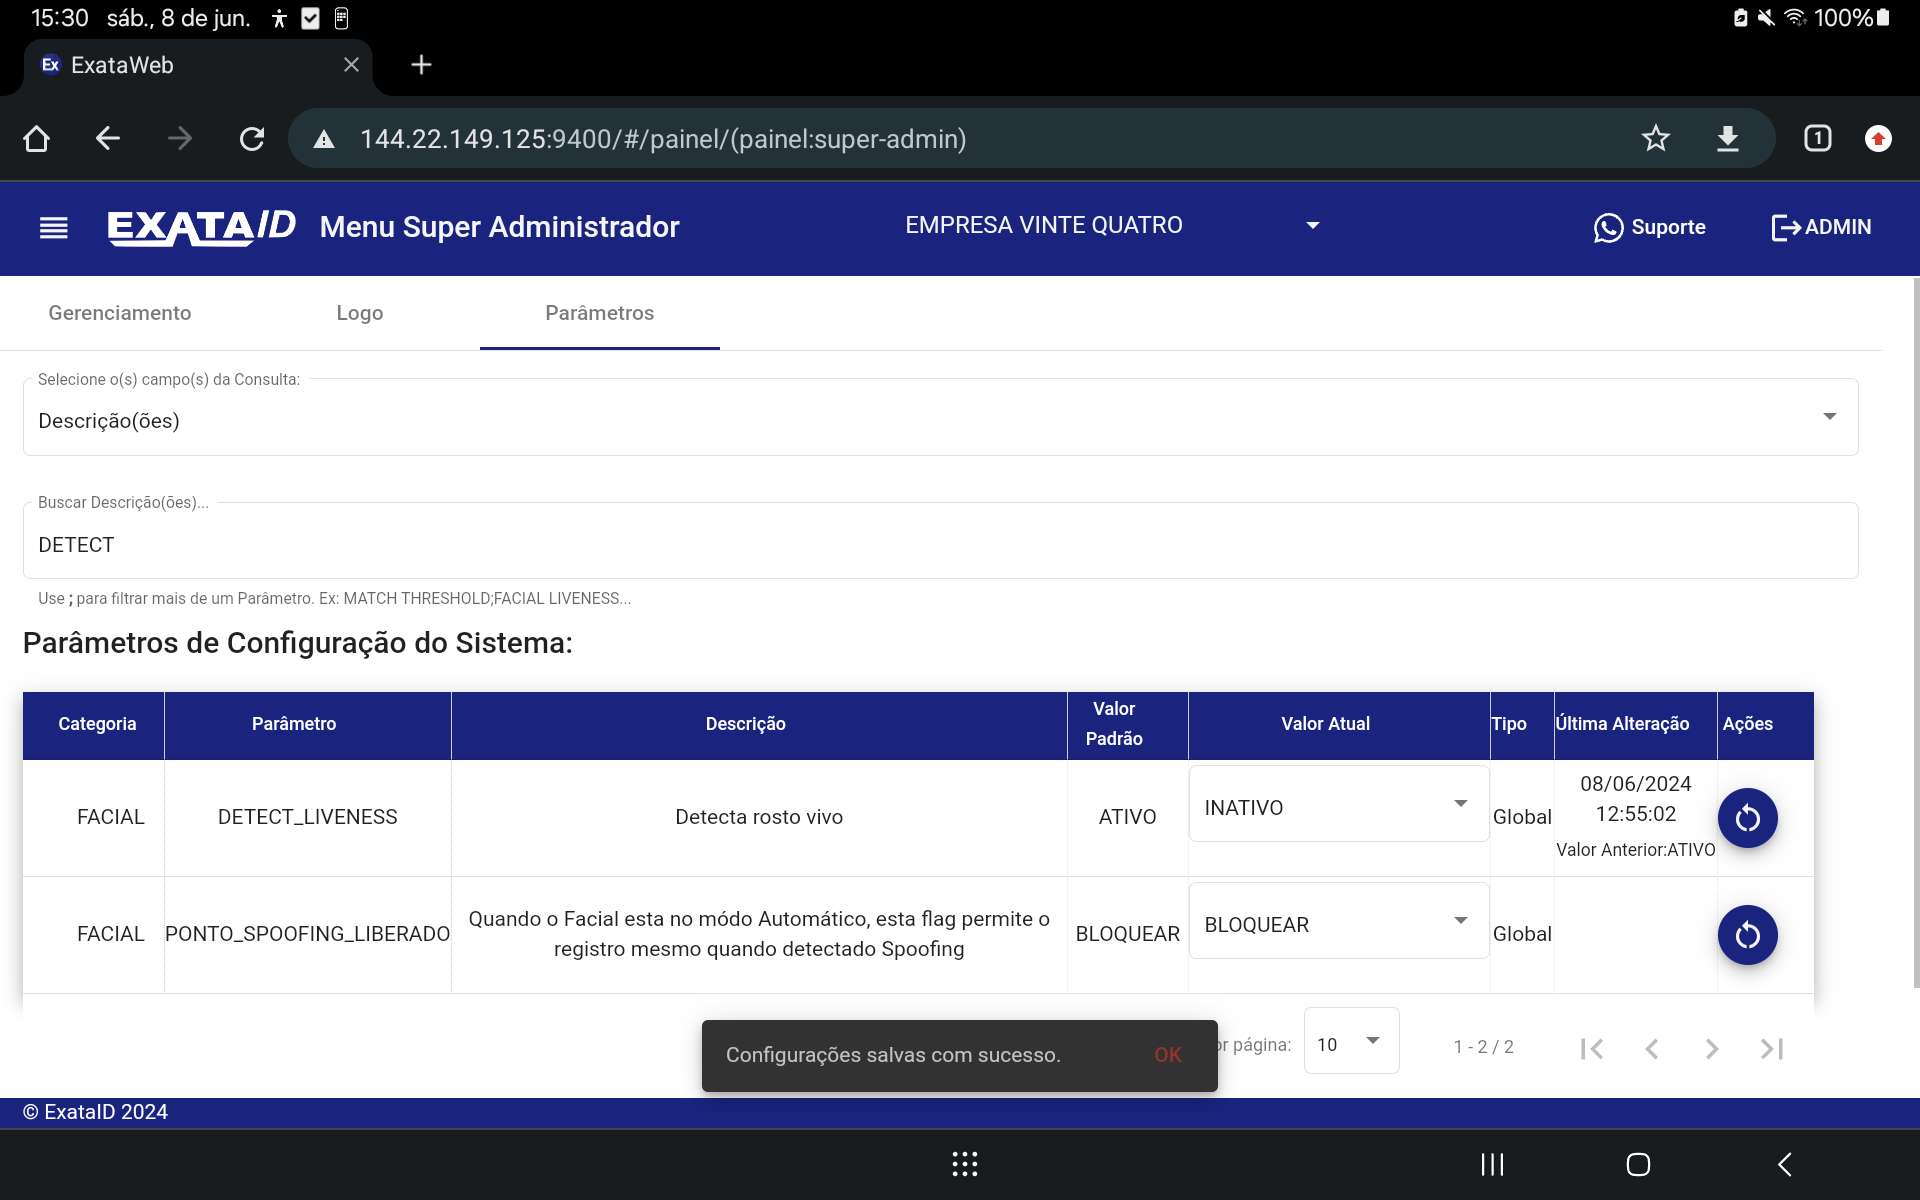 15:30 sáb., 8 de jun.
100%
Ex ExataWeb
144.22.149.125:9400/#/painel/(painel:super-admin)
1
EXATAID Menu Super Administrador
EMPRESA VINTE QUATRO
Suporte
ADMIN
Gerenciamento
Logo
Parâmetros
Selecione o(s) campo(s) da Consulta:
Descrição(ões)
Buscar Descrição(ões)...
DETECT
Use ; para filtrar mais de um Parâmetro. Ex: MATCH THRESHOLD;FACIAL LIVENESS...
Parâmetros de Configuração do Sistema:
Categoria
Parâmetro
Descrição
Valor
Padrão
Valor Atual
Tipo
Última Alteração
Ações
FACIAL
DETECT_LIVENESS
Detecta rosto vivo
ATIVO
INATIVO
Global
08/06/2024
12:55:02
Valor Anterior:ATIVO
FACIAL
PONTO_SPOOFING_LIBERADO
Quando o Facial esta no módo Automático, esta flag permite o
registro mesmo quando detectado Spoofing
BLOQUEAR
BLOQUEAR
Global
Configurações salvas com sucesso.
OK
página:
10
1 - 2 / 2
© ExataID 2024